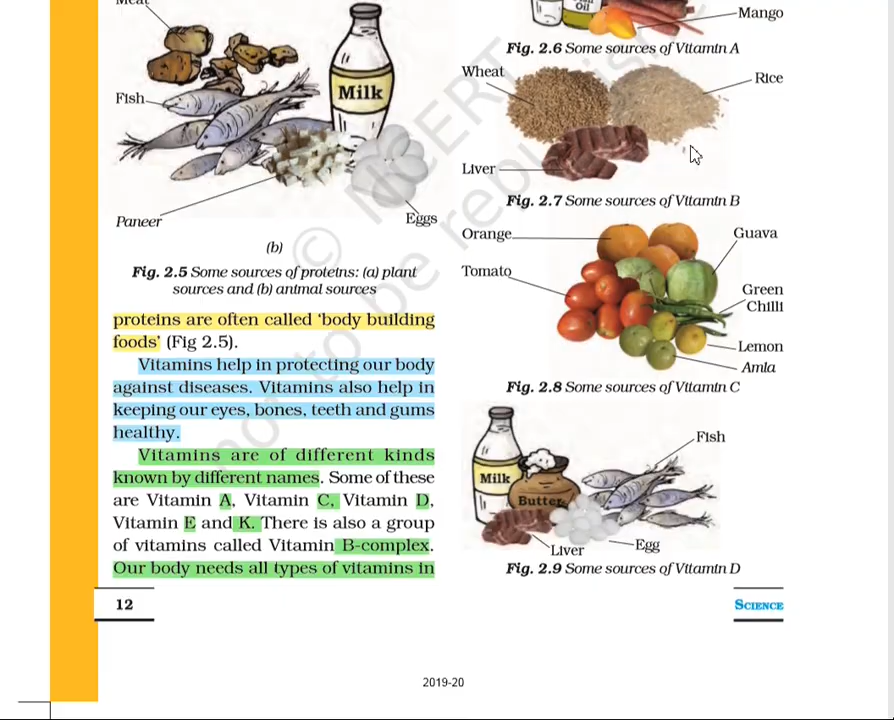 Meat
Fish
Milk
Paneer
Eggs
(b)
Fig. 2.5 Some sources of proteins: (a) plant
sources and (b) animal sources
proteins are often called ‘body building
foods’ (Fig 2.5).
Vitamins help in protecting our body
against diseases. Vitamins also help in
keeping our eyes, bones, teeth and gums
healthy.
Vitamins are of different kinds
known by different names. Some of these
are Vitamin A, Vitamin C, Vitamin D,
Vitamin E and K. There is also a group
of vitamins called Vitamin B-complex.
Our body needs all types of vitamins in
Oil
Mango
Fig. 2.6 Some sources of Vitamin A
Wheat
Rice
Liver
Fig. 2.7 Some sources of Vitamin B
Orange
Guava
Tomato
Green
Chilli
Lemon
Amla
Fig. 2.8 Some sources of Vitamin C
Fish
Milk
Butter
Liver
Egg
Fig. 2.9 Some sources of Vitamin D
12
SCIENCE
2019-20
© NCERT
not to be republis